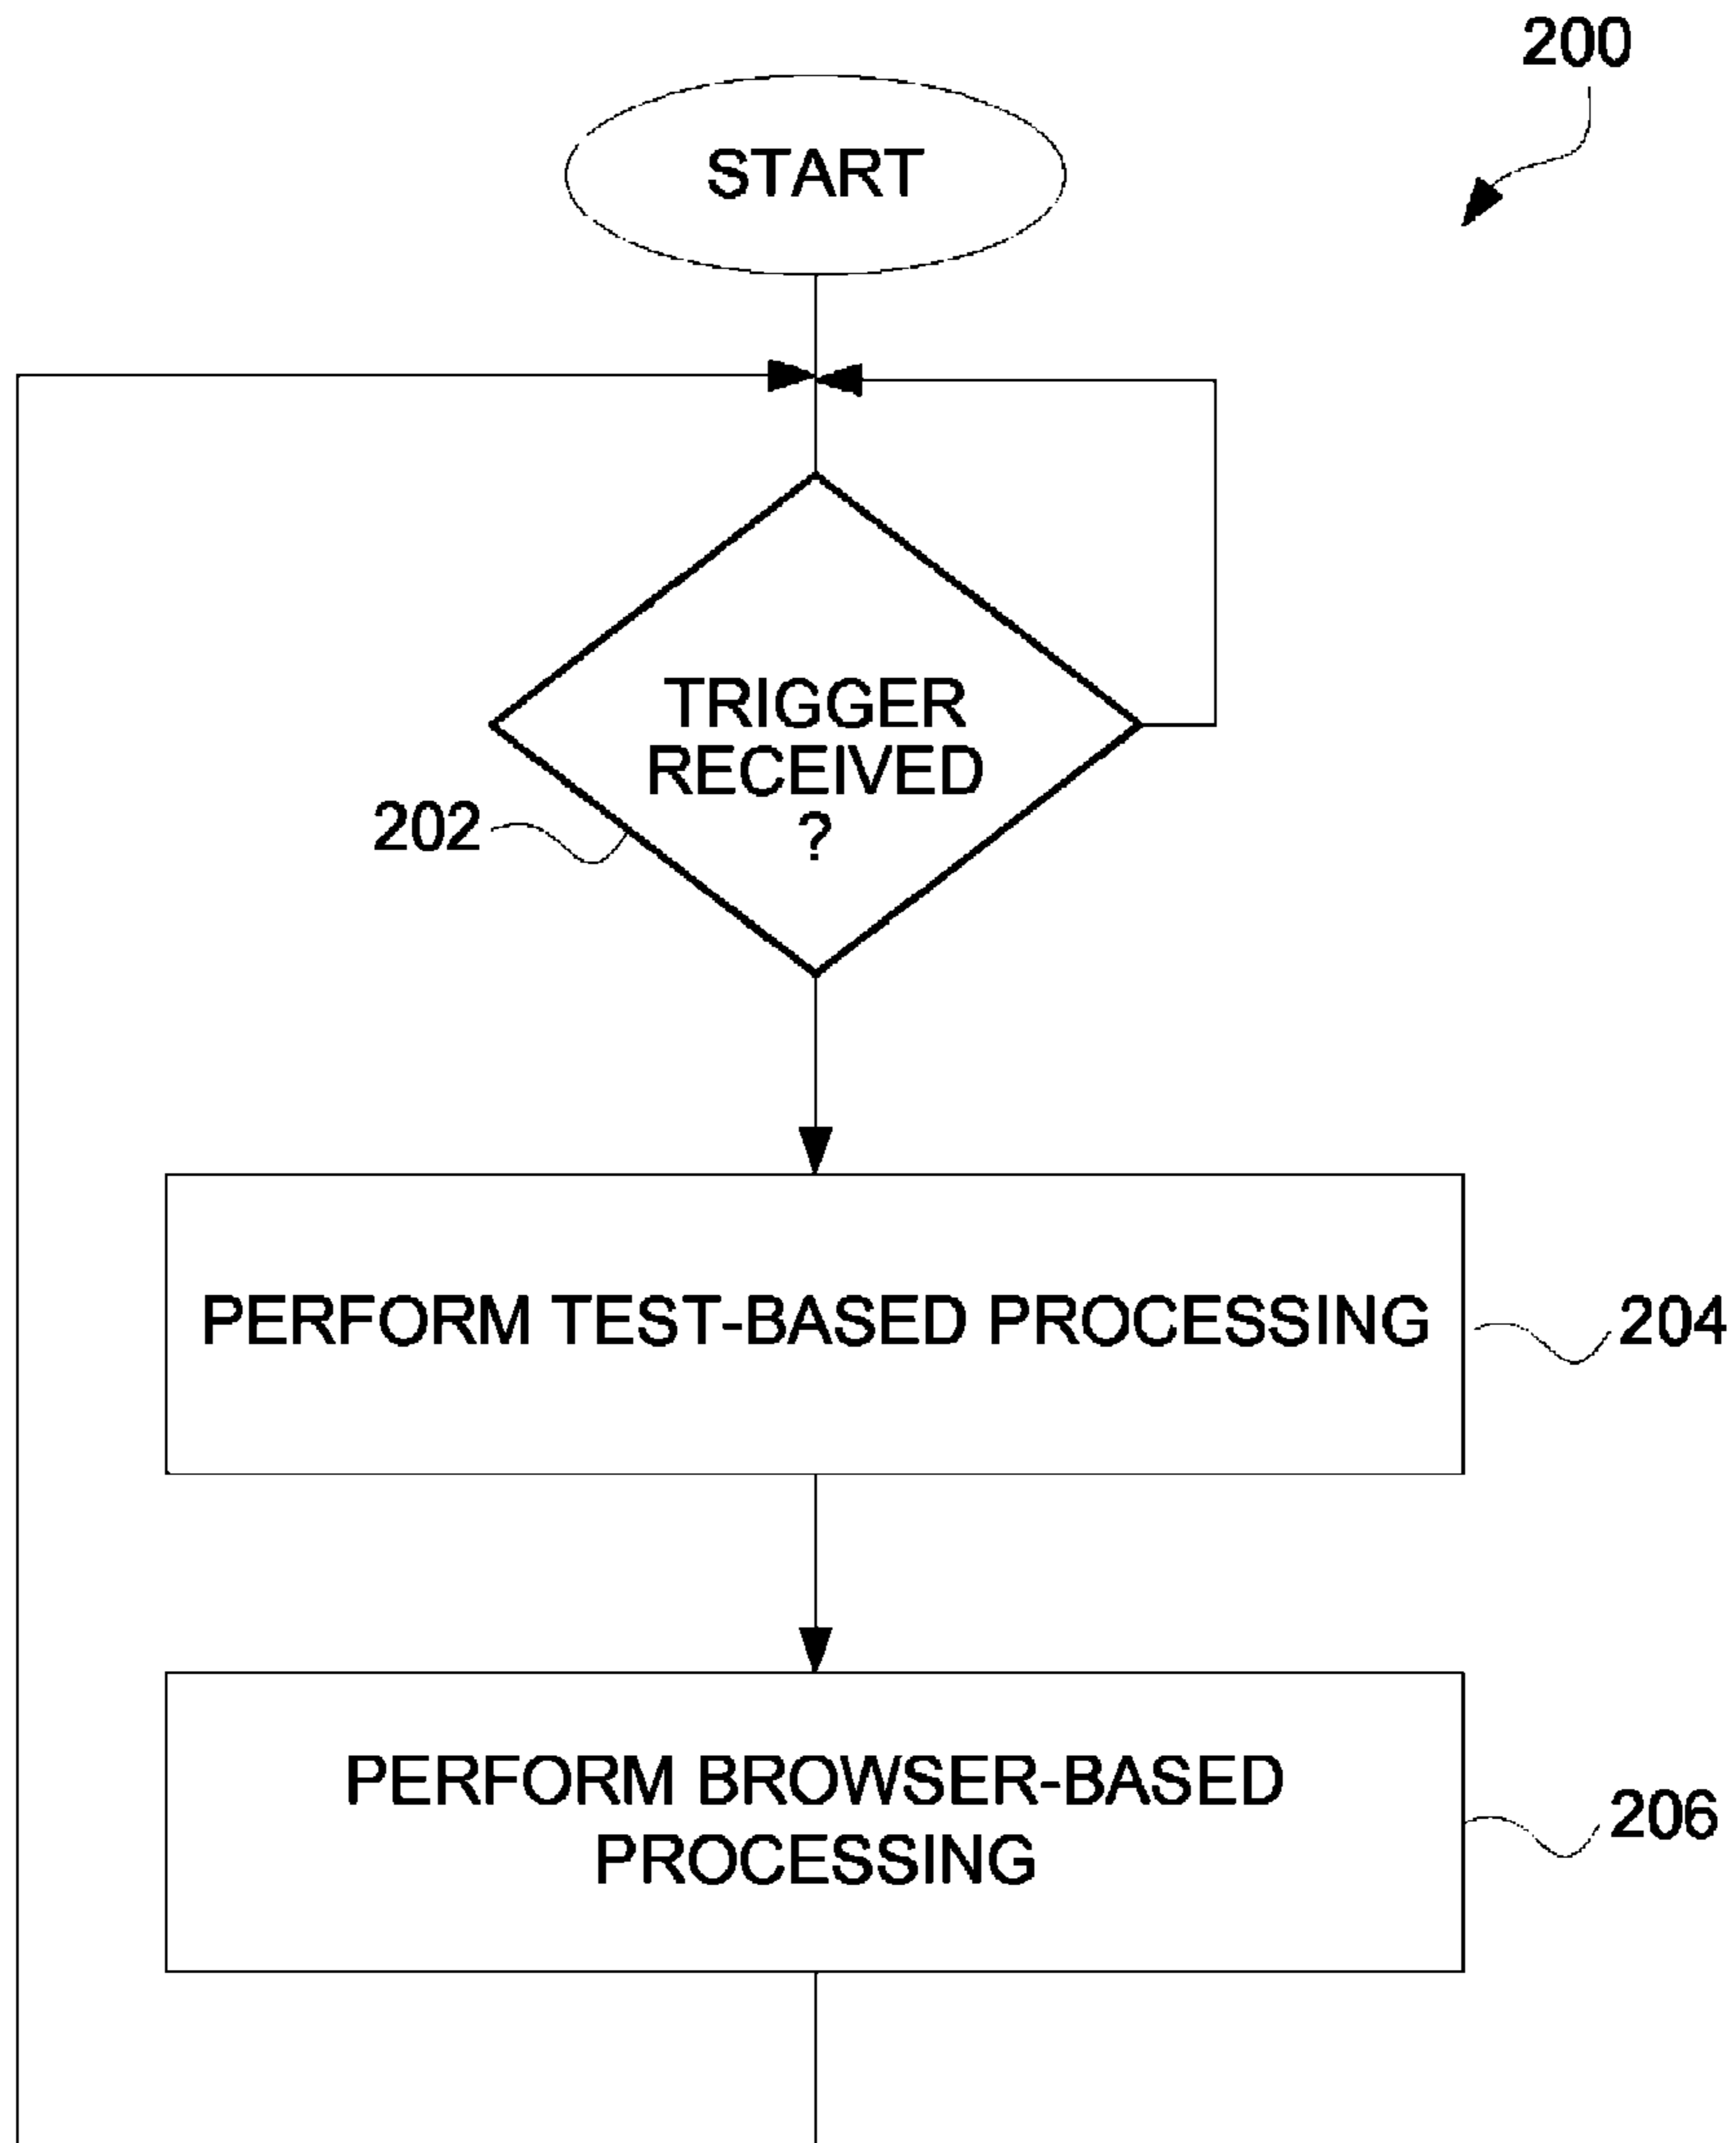 200
START
TRIGGER
RECEIVED
?
202
PERFORM TEST-BASED PROCESSING
204
PERFORM BROWSER-BASED
PROCESSING
206